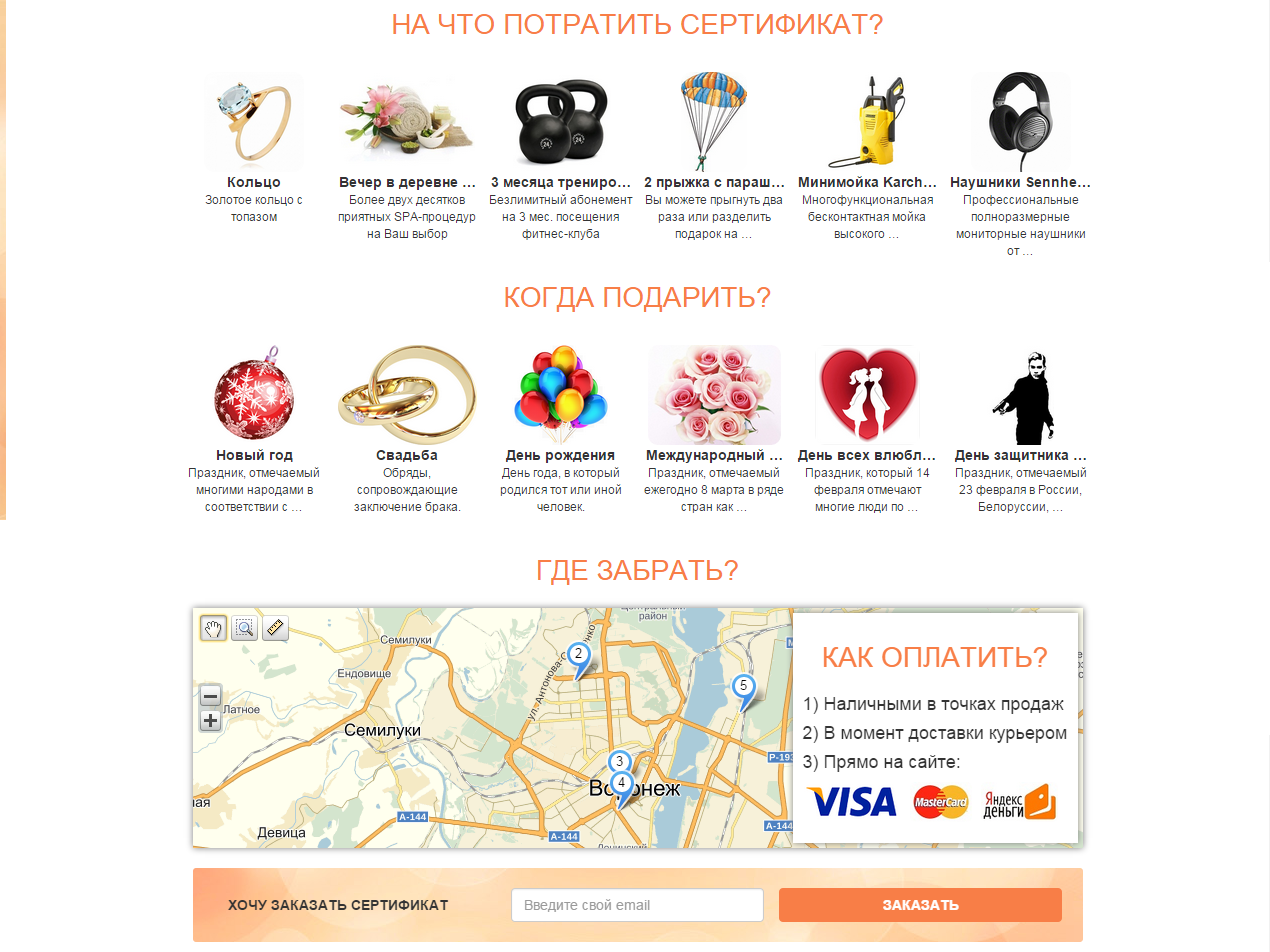 НА ЧТО ПОТРАТИТЬ СЕРТИФИКАТ?
24
24
Кольцо
Золотое кольцо с
топазом
Вечер в деревне ...
Более двух десятков
приятных SPA-процедур
на Ваш выбор
3 месяца трениро...
Безлимитный абонемент
на 3 мес. посещения
фитнес-клуба
2 прыжка с параш...
Вы можете прыгнуть два
раза или разделить
подарок на ...
Минимойка Karch...
Многофункциональная
бесконтактная мойка
высокого ...
Наушники Sennhe...
Профессиональные
полноразмерные
мониторные наушники
от ...
КОГДА ПОДАРИТЬ?
Новый год
Праздник, отмечаемый
многими народами в
соответствии с ...
Свадьба
Обряды,
сопровождающие
заключение брака.
День рождения
День года, в который
родился тот или иной
человек.
Международный ...
Праздник, отмечаемый
ежегодно 8 марта в ряде
стран как ...
День всех влюбл...
Праздник, который 14
февраля отмечают
многие люди по ...
День защитника ...
Праздник, отмечаемый
23 февраля в России,
Белоруссии, ...
ГДЕ ЗАБРАТЬ?
Центральный
район
Семилуки
Ендовище
Латное
Семилуки
ная
Девица
2
5
3
4
Воронеж
А-144
А-144
А-144
Р-193
КАК ОПЛАТИТЬ?
1) Наличными в точках продаж
2) В момент доставки курьером
3) Прямо на сайте:
VISA
MasterCard
Яндекс
деньги
ХОЧУ ЗАКАЗАТЬ СЕРТИФИКАТ
Введите свой email
ЗАКАЗАТЬ